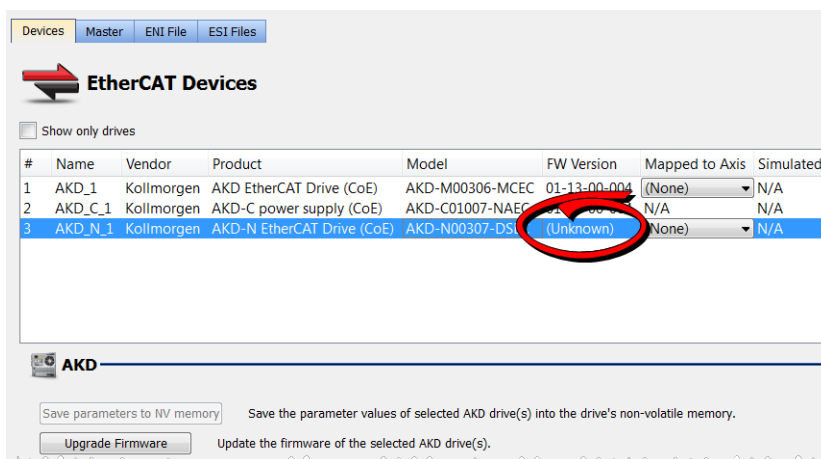 Devices Master ENI File ESI Files
EtherCAT Devices
Show only drives
# Name Vendor Product Model FW Version Mapped to Axis Simulated
1 AKD_1 Kollmorgen AKD EtherCAT Drive (CoE) AKD-M00306-MCEC 01-13-00-004 (None) N/A
2 AKD_C_1 Kollmorgen AKD-C power supply (CoE) AKD-C01007-NAEC N/A N/A
3 AKD_N_1 Kollmorgen AKD-N EtherCAT Drive (CoE) (Unknown) (None) N/A
AKD
Save parameters to NV memory Save the parameter values of selected AKD drive(s) into the drive's non-volatile memory.
Upgrade Firmware Update the firmware of the selected AKD drive(s).